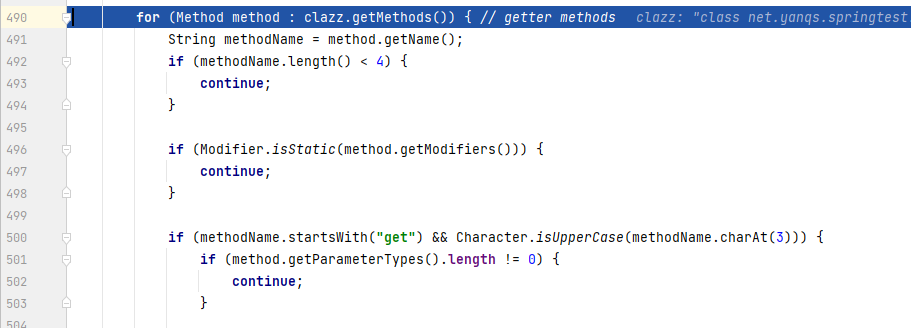 490 for (Method method : clazz.getMethods()) { // getter methods clazz: "class net.yanqs.springtest
491 String methodName = method.getName();
492 if (methodName.length() < 4) {
493 continue;
494 }
495
496 if (Modifier.isStatic(method.getModifiers())) {
497 continue;
498 }
499
500 if (methodName.startsWith("get") && Character.isUpperCase(methodName.charAt(3))) {
501 if (method.getParameterTypes().length != 0) {
502 continue;
503 }
504